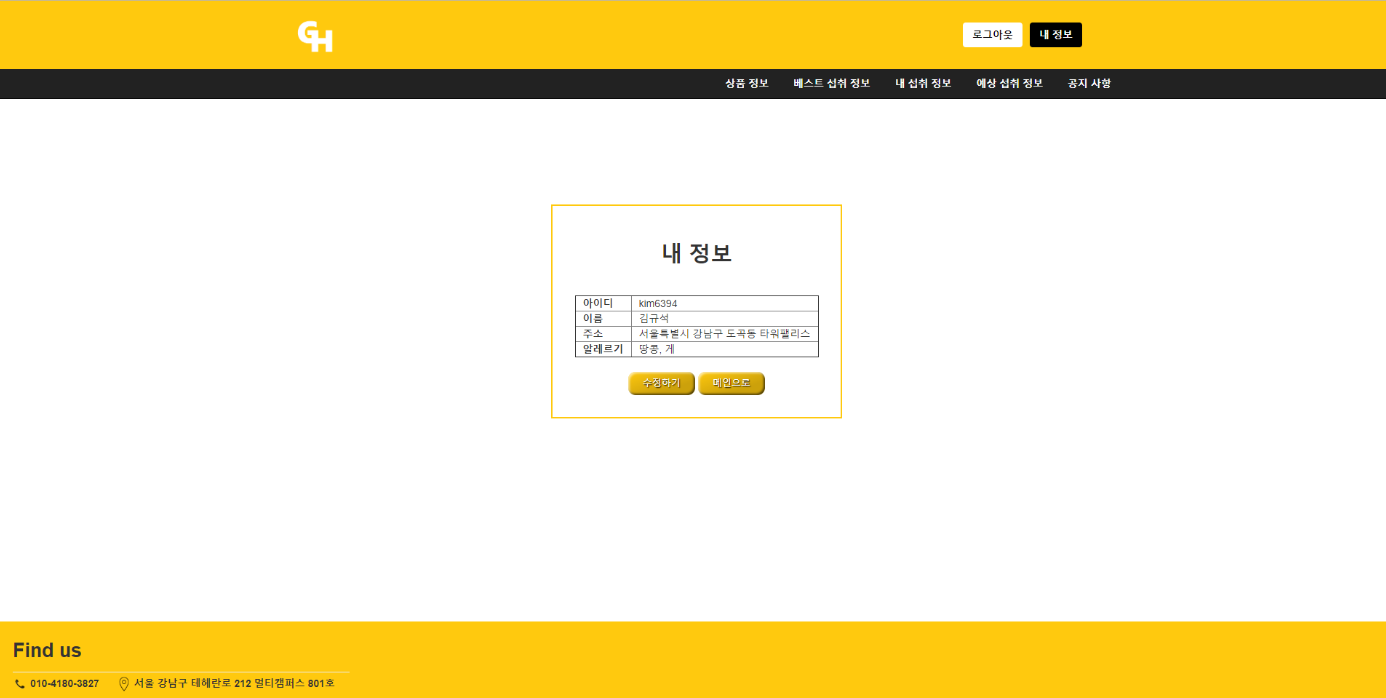 GH
로그아웃 내 정보
상품 정보 베스트 섭취 정보 내 섭취 정보 예상 섭취 정보 공지 사항
내 정보
아이디 kim6394
이름 김규석
주소 서울특별시 강남구 도곡동 타워팰리스
알레르기 땅콩, 게
수정하기 메인으로
Find us
010-4180-3827 서울 강남구 테헤란로 212 멀티캠퍼스 801호